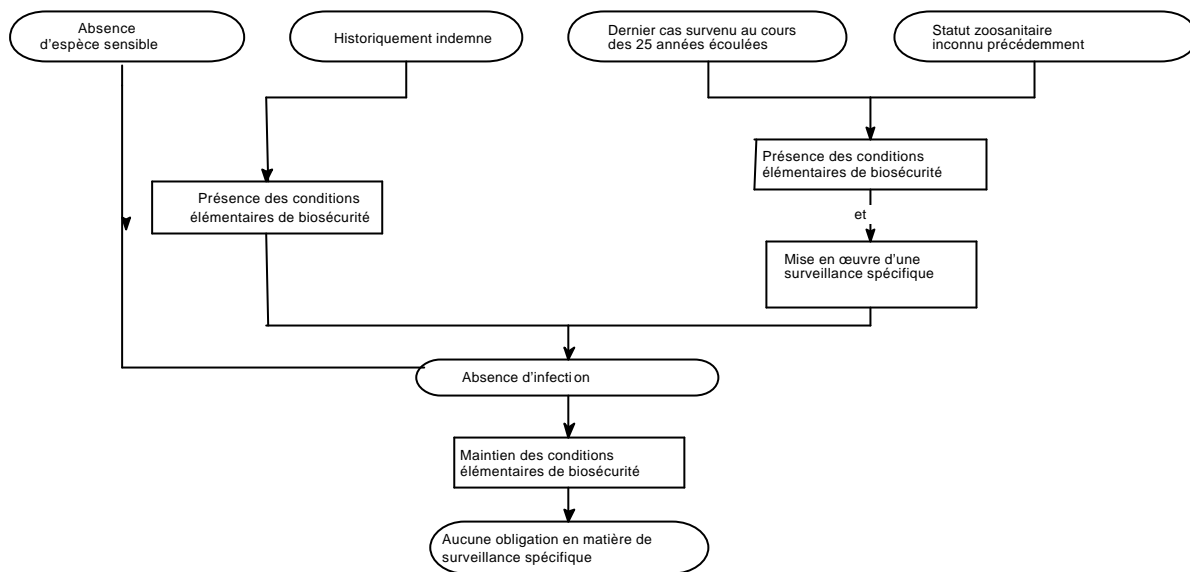 Absence
d'espèce sensible
Historiquement indemne
Dernier cas survenu au cours
des 25 années écoulées
Statut zoosanitaire
inconnu précédemment
Présence des conditions
élémentaires de biosécurité
Présence des conditions
élémentaires de biosécurité
et
Mise en œuvre d'une
surveillance spécifique
Absence d'infection
Maintien des conditions
élémentaires de biosécurité
Aucune obligation en matière de
surveillance spécifique